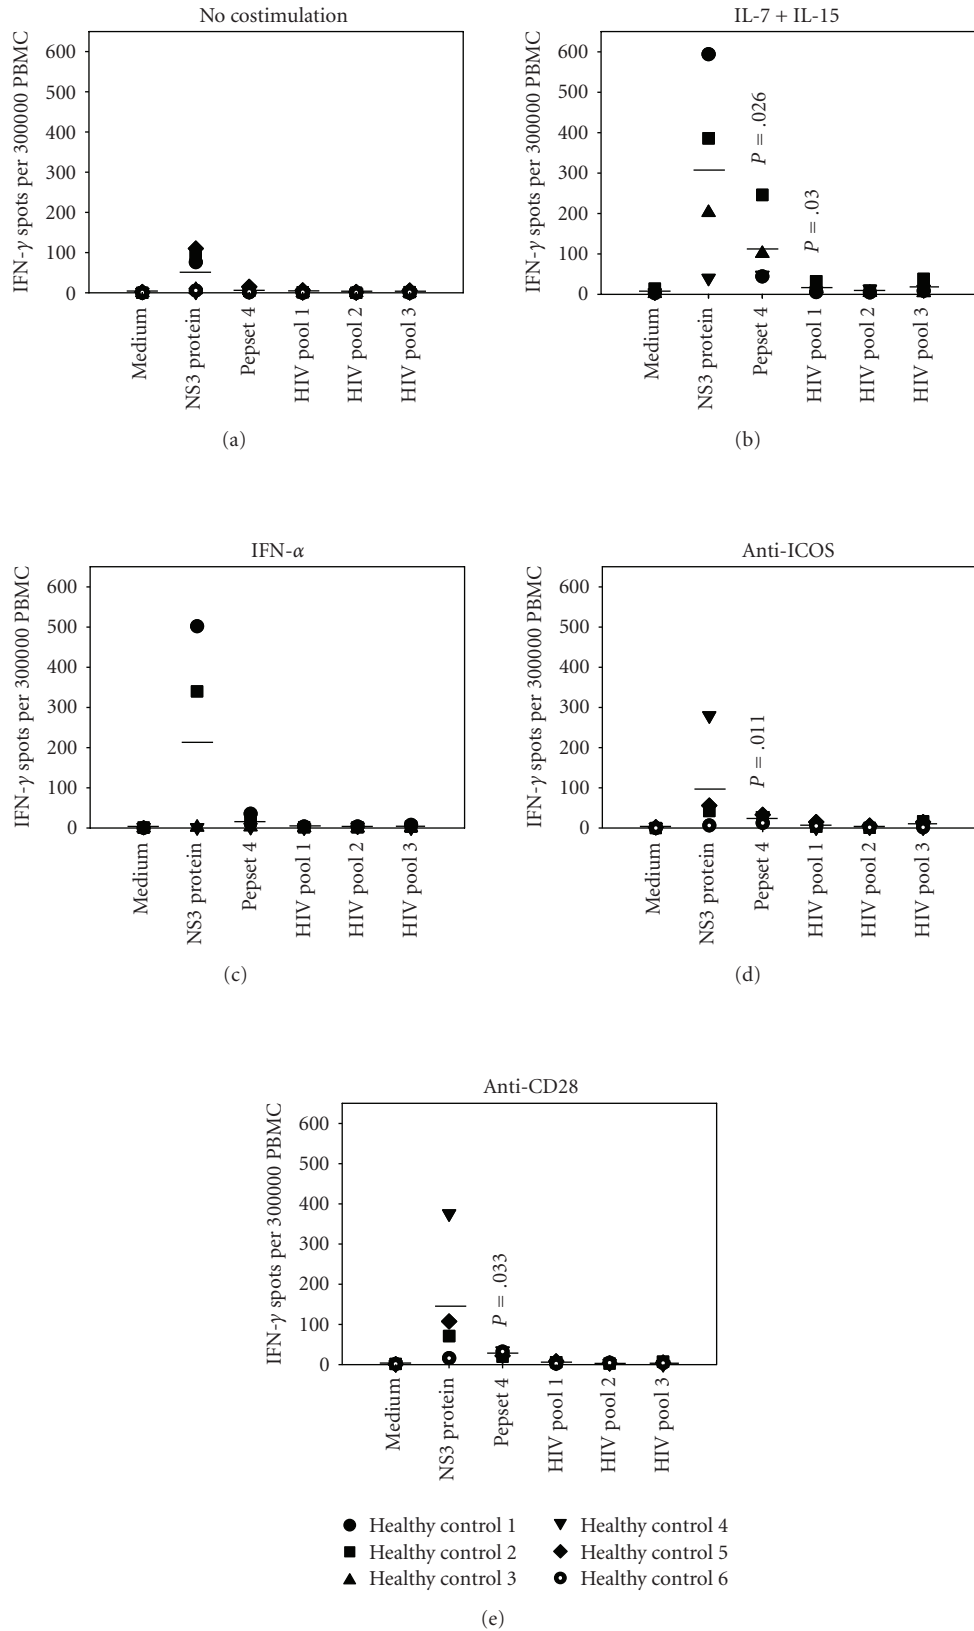 No costimulation
IFN-γ spots per 300000 PBMC
600
500
400
300
200
100
0
Medium
NS3 protein
Pepset 4
HIV pool 1
HIV pool 2
HIV pool 3
(a)
IL-7 + IL-15
IFN-γ spots per 300000 PBMC
600
500
400
300
200
100
0
P = .026
P = .03
Medium
NS3 protein
Pepset 4
HIV pool 1
HIV pool 2
HIV pool 3
(b)
IFN-α
IFN-γ spots per 300000 PBMC
600
500
400
300
200
100
0
Medium
NS3 protein
Pepset 4
HIV pool 1
HIV pool 2
HIV pool 3
(c)
Anti-ICOS
IFN-γ spots per 300000 PBMC
600
500
400
300
200
100
0
P = .011
Medium
NS3 protein
Pepset 4
HIV pool 1
HIV pool 2
HIV pool 3
(d)
Anti-CD28
IFN-γ spots per 300000 PBMC
600
500
400
300
200
100
0
P = .033
Medium
NS3 protein
Pepset 4
HIV pool 1
HIV pool 2
HIV pool 3
Healthy control 1
Healthy control 2
Healthy control 3
Healthy control 4
Healthy control 5
Healthy control 6
(e)